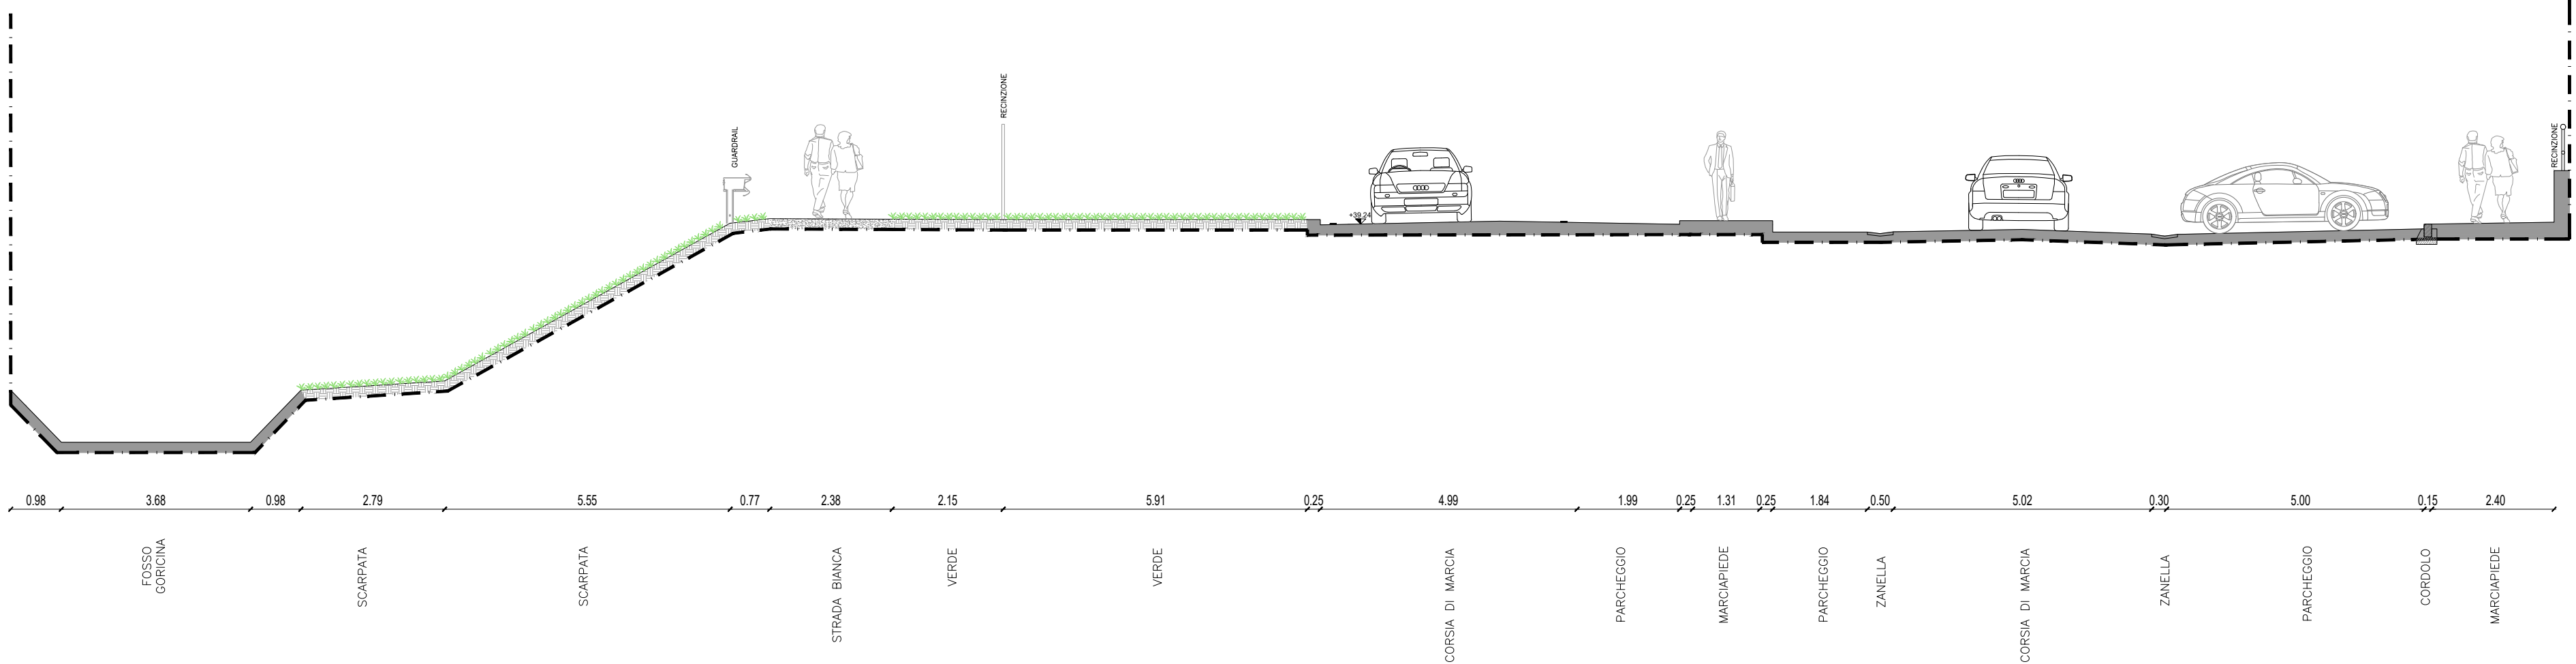 RECINZIONE
GUARDRAIL
RECINZIONE
+39.24
0.98
3.68
0.98
2.79
5.55
0.77
2.38
2.15
5.91
0.25
4.99
1.99
0.25
1.31
0.25
1.84
0.50
5.02
0.30
5.00
0.15
2.40
FOSSO
GORICINA
SCARPATA
SCARPATA
STRADA BIANCA
VERDE
VERDE
CORSIA DI MARCIA
PARCHEGGIO
MARCIAPIEDE
PARCHEGGIO
ZANELLA
CORSIA DI MARCIA
ZANELLA
PARCHEGGIO
CORDOLO
MARCIAPIEDE